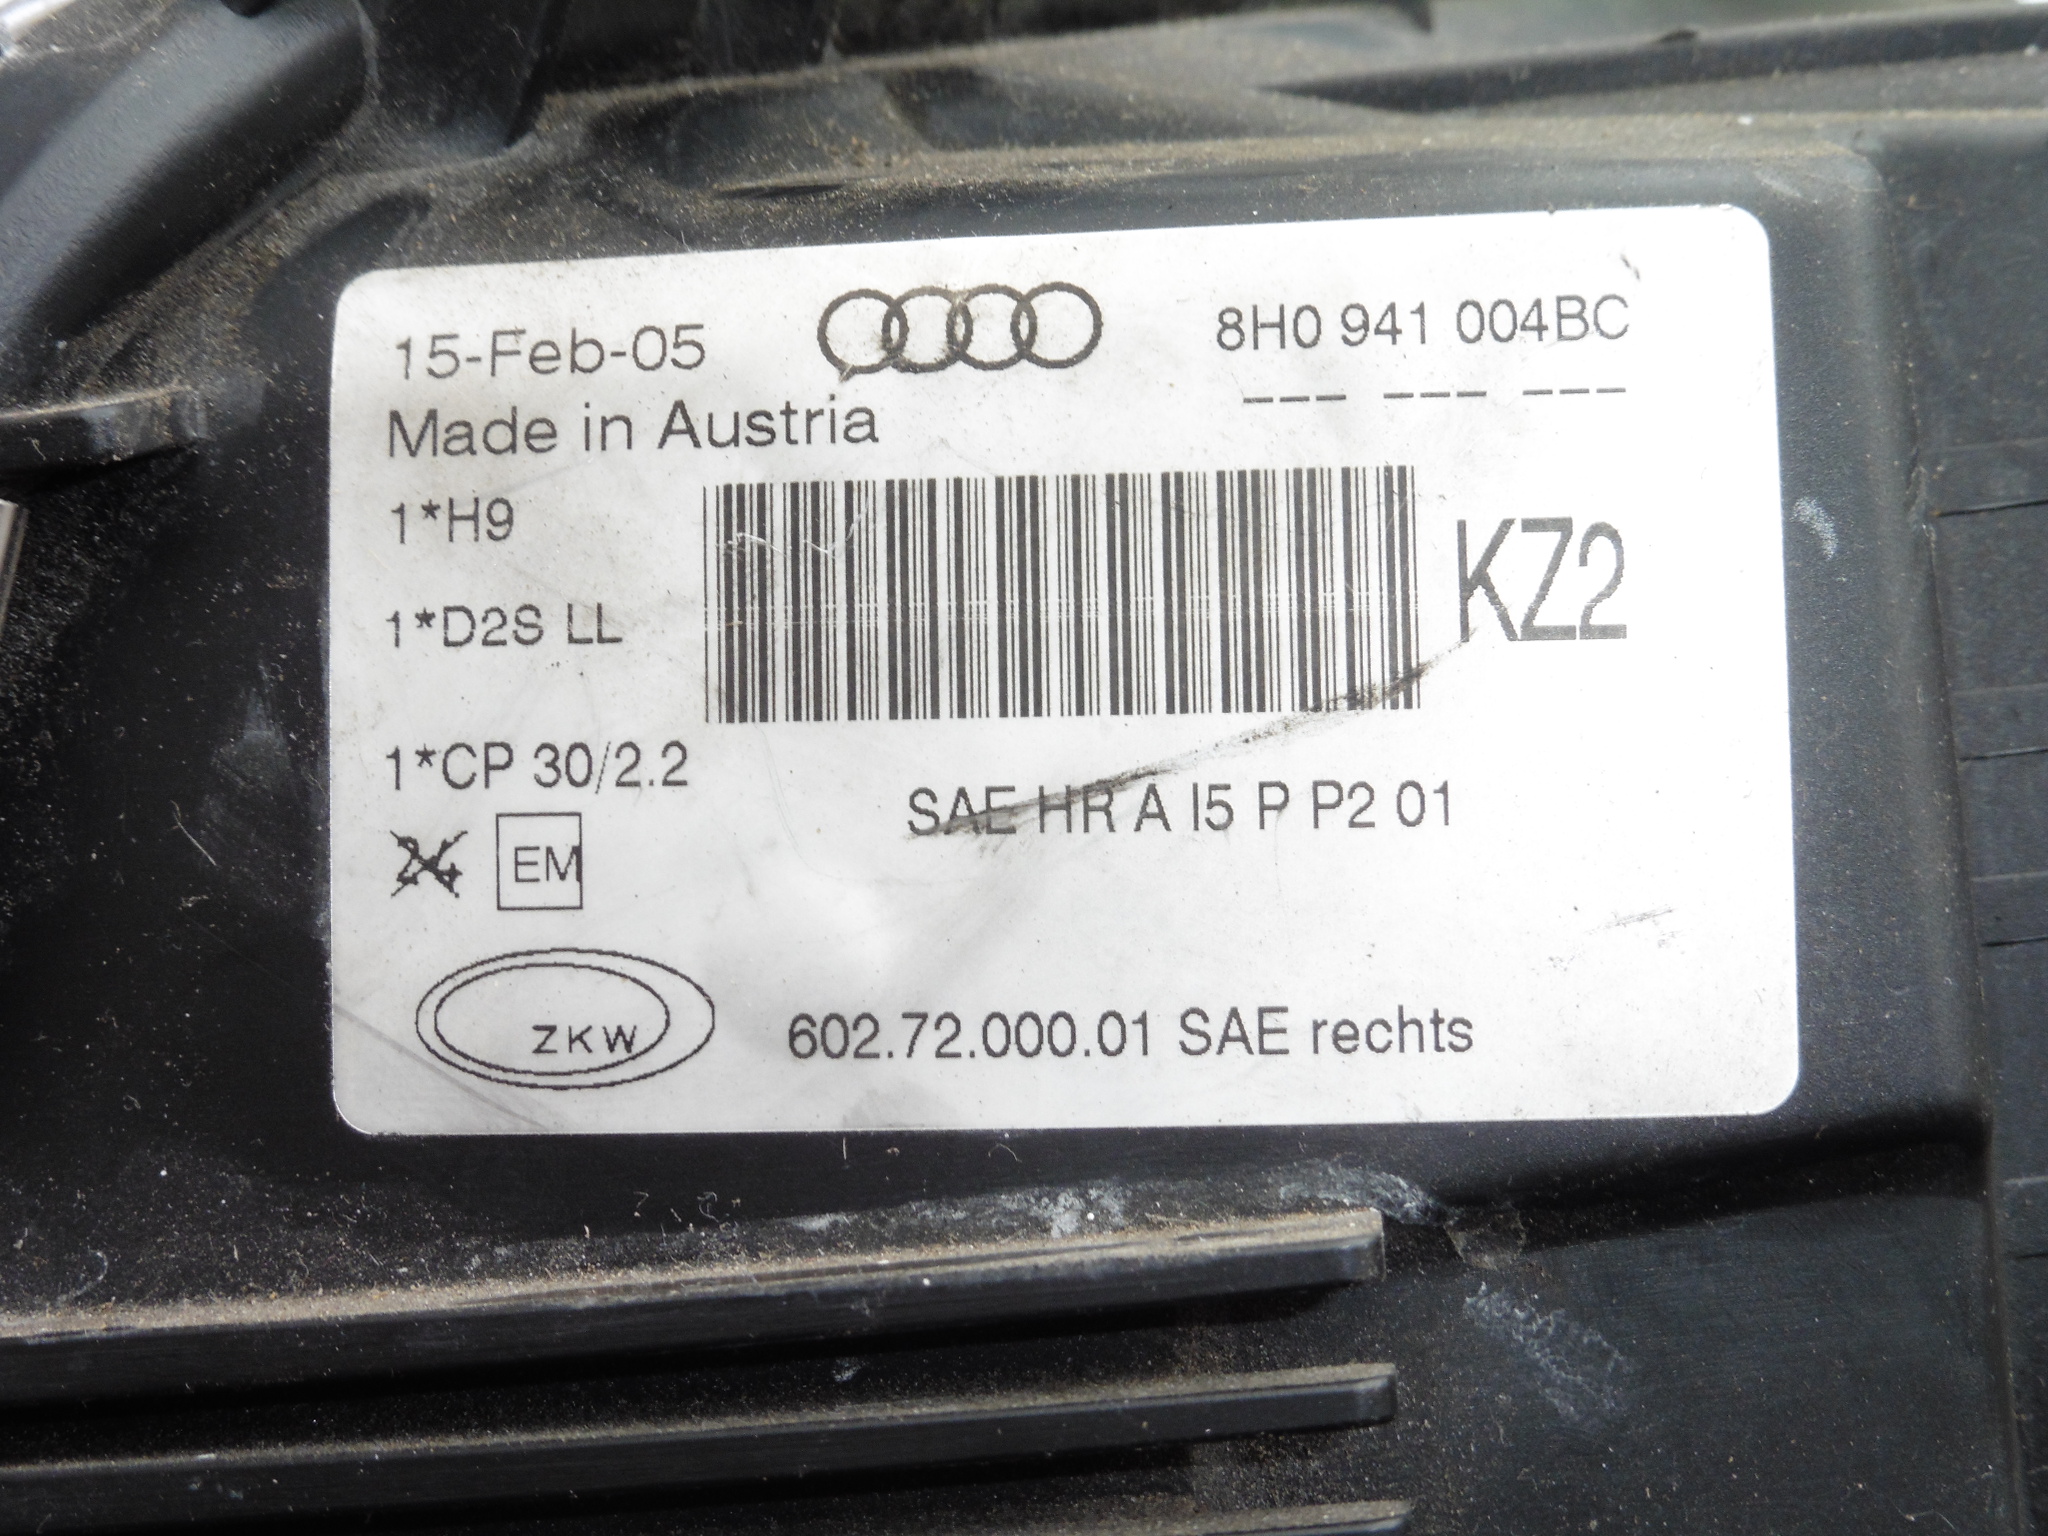 15-Feb-05
8H0 941 004BC
--- --- ---
Made in Austria
1*H9
KZ2
1*D2S LL
1*CP 30/2.2
SAE HR A I5 P P2 01
24
EM
ZKW
602.72.000.01 SAE rechts